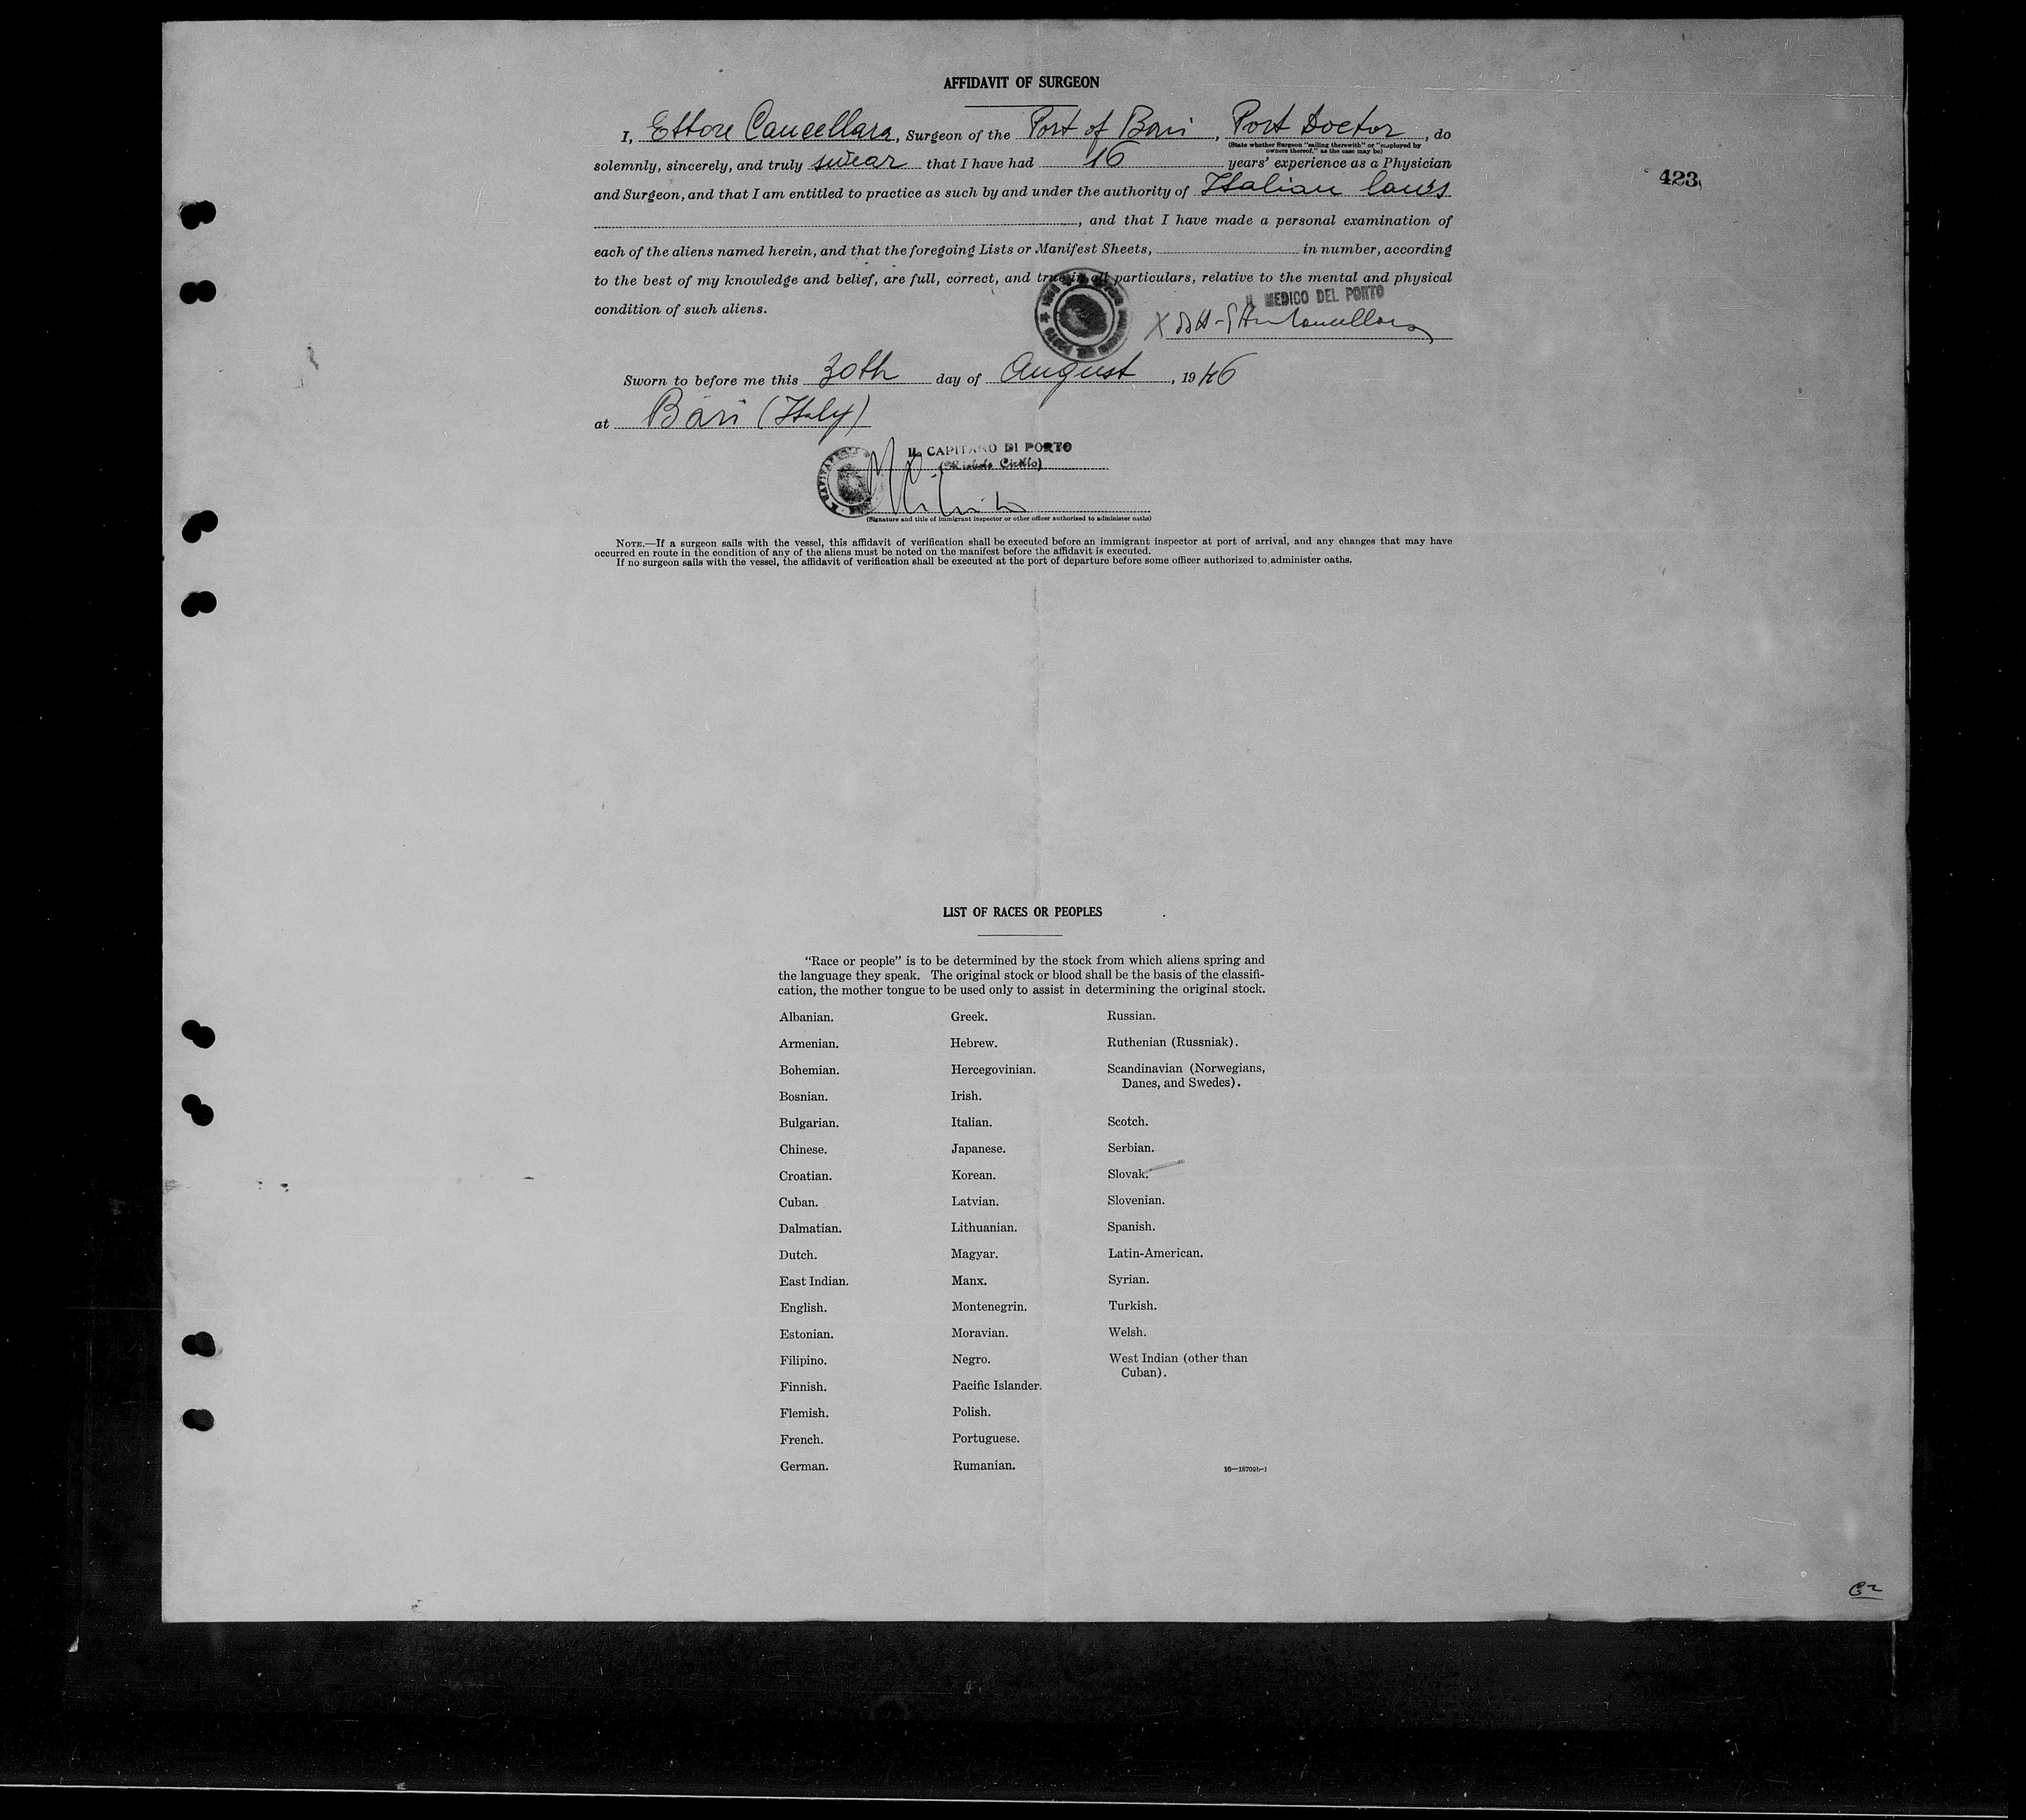 AFFIDAVIT OF SURGEON
423
I, Ettore Cancellara, Surgeon of the Port of Bari, Port Doctor, do
(State whether Surgeon "sailing therewith" or "employed by
owners thereof," as the case may be)
solemnly, sincerely, and truly swear that I have had 16 years' experience as a Physician
and Surgeon, and that I am entitled to practice as such by and under the authority of Italian laws
, and that I have made a personal examination of
each of the aliens named herein, and that the foregoing Lists or Manifest Sheets, in number, according
to the best of my knowledge and belief, are full, correct, and true in all particulars, relative to the mental and physical
condition of such aliens.
IL MEDICO DEL PORTO
Sworn to before me this 30th day of August, 1946
at Bari (Italy)
IL CAPITANO DI PORTO
(Signature and title of immigrant inspector or other officer authorized to administer oaths)
NOTE.—If a surgeon sails with the vessel, this affidavit of verification shall be executed before an immigrant inspector at port of arrival, and any changes that may have
occurred en route in the condition of any of the aliens must be noted on the manifest before the affidavit is executed.
If no surgeon sails with the vessel, the affidavit of verification shall be executed at the port of departure before some officer authorized to administer oaths.
LIST OF RACES OR PEOPLES
"Race or people" is to be determined by the stock from which aliens spring and
the language they speak. The original stock or blood shall be the basis of the classifi-
cation, the mother tongue to be used only to assist in determining the original stock.
Albanian.
Armenian.
Bohemian.
Bosnian.
Bulgarian.
Chinese.
Croatian.
Cuban.
Dalmatian.
Dutch.
East Indian.
English.
Estonian.
Filipino.
Finnish.
Flemish.
French.
German.
Greek.
Hebrew.
Hercegovinian.
Irish.
Italian.
Japanese.
Korean.
Latvian.
Lithuanian.
Magyar.
Manx.
Montenegrin.
Moravian.
Negro.
Pacific Islander.
Polish.
Portuguese.
Rumanian.
Russian.
Ruthenian (Russniak).
Scandinavian (Norwegians,
Danes, and Swedes).
Scotch.
Serbian.
Slovak.
Slovenian.
Spanish.
Latin-American.
Syrian.
Turkish.
Welsh.
West Indian (other than
Cuban).